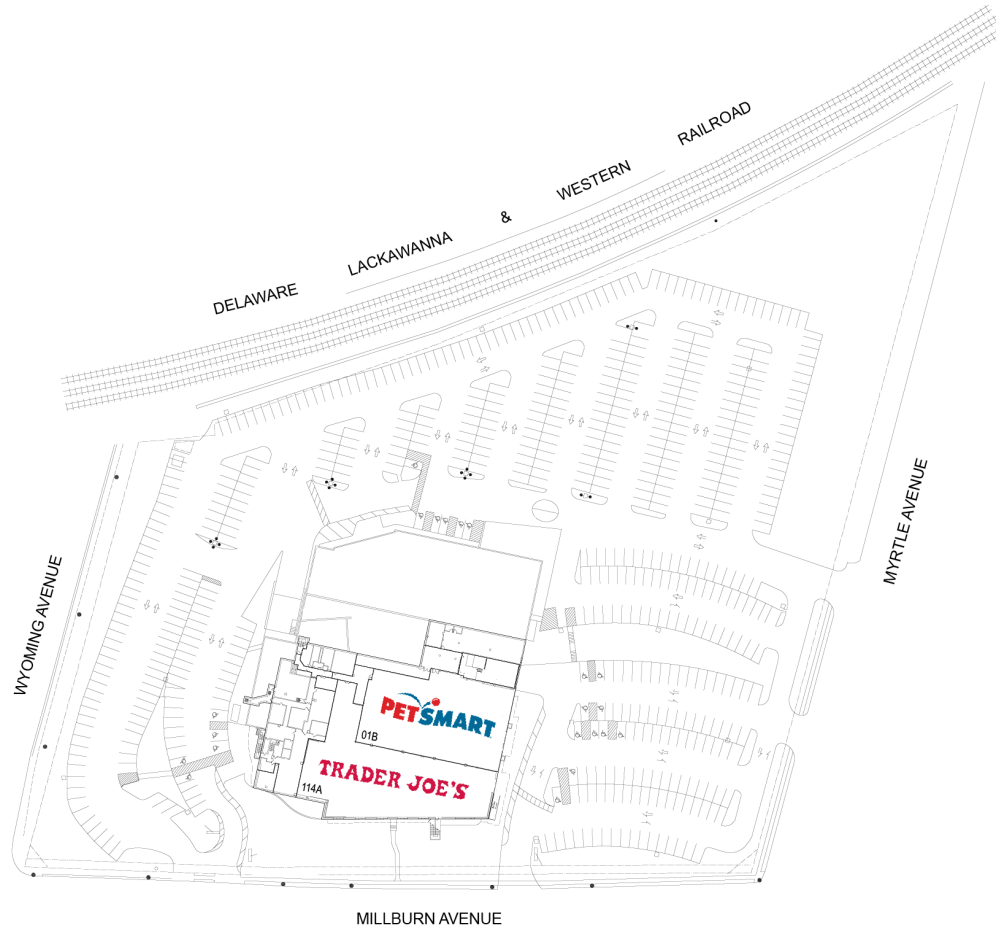 DELAWARE LACKAWANNA & WESTERN RAILROAD
WYOMING AVENUE
MYRTLE AVENUE
PETSMART
01B
TRADER JOE'S
114A
MILLBURN AVENUE